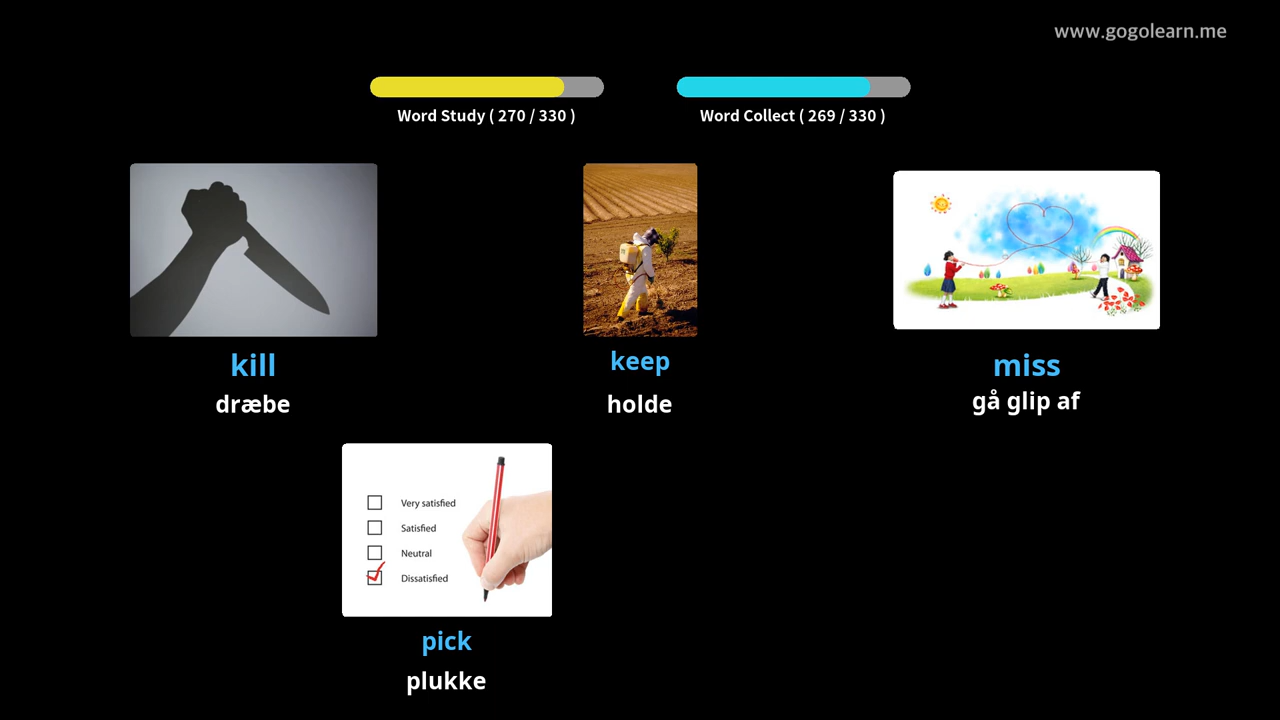 www.gogolearn.me
Word Study ( 270 / 330 )
Word Collect ( 269 / 330 )
kill
dræbe
keep
holde
miss
gå glip af
Very satisfied
Satisfied
Neutral
Dissatisfied
pick
plukke